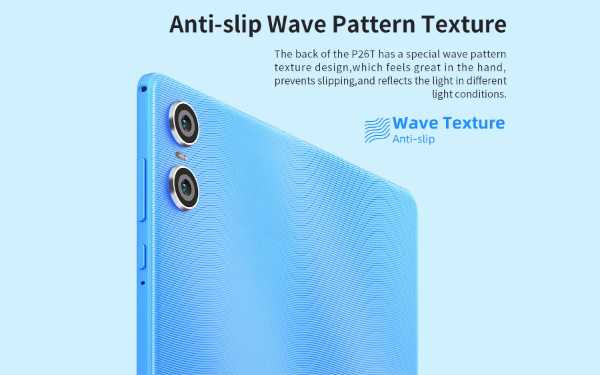 Anti-slip Wave Pattern Texture
The back of the P26T has a special wave pattern
texture design,which feels great in the hand,
prevents slipping,and reflects the light in different
light conditions.
Wave Texture
Anti-slip